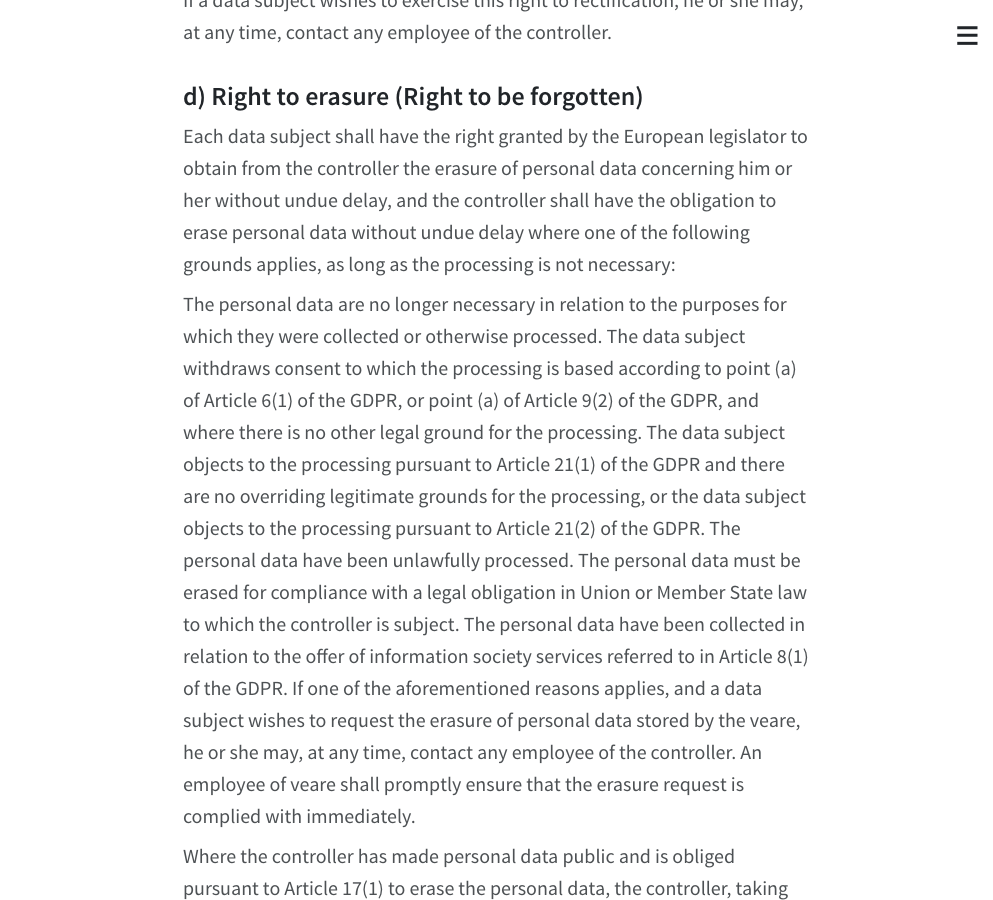 If a data subject wishes to exercise this right to rectification, he or she may,
at any time, contact any employee of the controller.
d) Right to erasure (Right to be forgotten)
Each data subject shall have the right granted by the European legislator to
obtain from the controller the erasure of personal data concerning him or
her without undue delay, and the controller shall have the obligation to
erase personal data without undue delay where one of the following
grounds applies, as long as the processing is not necessary:
The personal data are no longer necessary in relation to the purposes for
which they were collected or otherwise processed. The data subject
withdraws consent to which the processing is based according to point (a)
of Article 6(1) of the GDPR, or point (a) of Article 9(2) of the GDPR, and
where there is no other legal ground for the processing. The data subject
objects to the processing pursuant to Article 21(1) of the GDPR and there
are no overriding legitimate grounds for the processing, or the data subject
objects to the processing pursuant to Article 21(2) of the GDPR. The
personal data have been unlawfully processed. The personal data must be
erased for compliance with a legal obligation in Union or Member State law
to which the controller is subject. The personal data have been collected in
relation to the offer of information society services referred to in Article 8(1)
of the GDPR. If one of the aforementioned reasons applies, and a data
subject wishes to request the erasure of personal data stored by the veare,
he or she may, at any time, contact any employee of the controller. An
employee of veare shall promptly ensure that the erasure request is
complied with immediately.
Where the controller has made personal data public and is obliged
pursuant to Article 17(1) to erase the personal data, the controller, taking